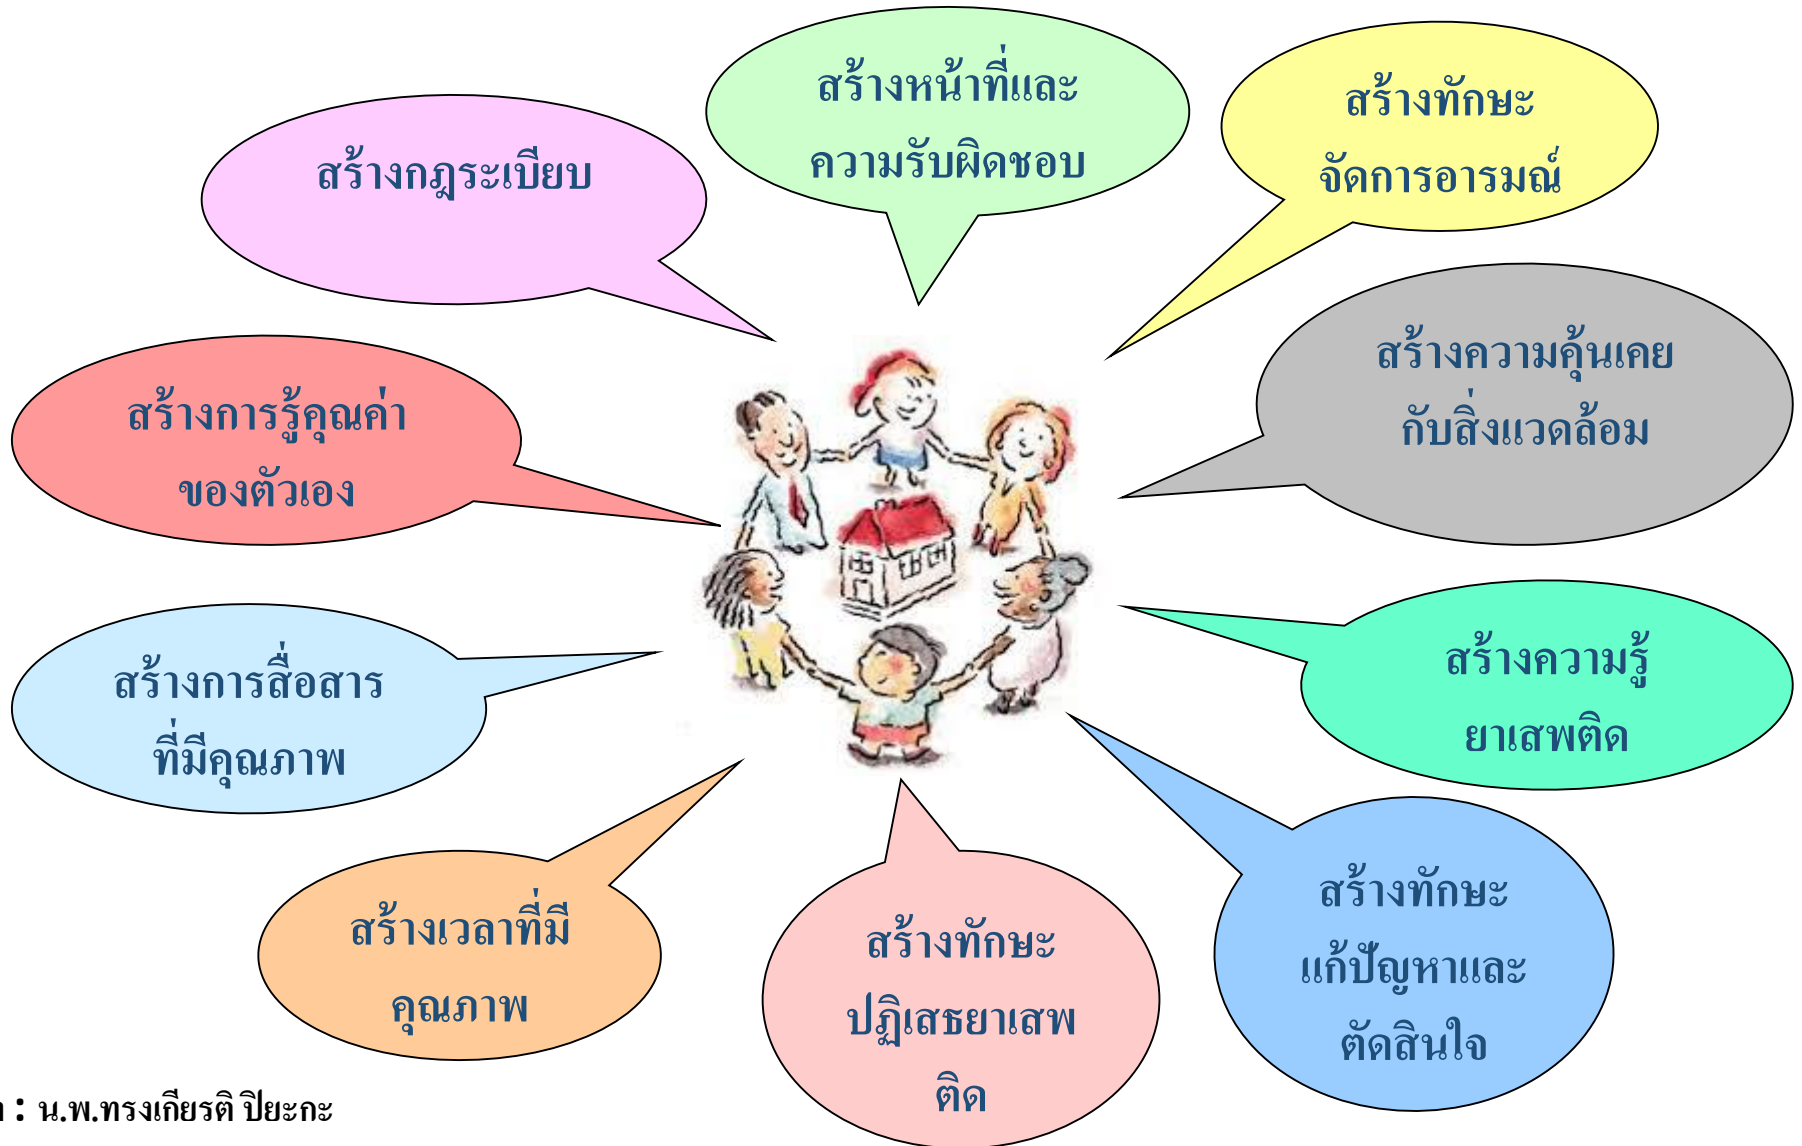 สร้างหน้าที่และ
ความรับผิดชอบ
สร้างทักษะ
จัดการอารมณ์
สร้างกฎระเบียบ
สร้างความคุ้นเคย
กับสิ่งแวดล้อม
สร้างการรู้คุณค่า
ของตัวเอง
สร้างความรู้
ยาเสพติด
สร้างการสื่อสาร
ที่มีคุณภาพ
สร้างทักษะ
แก้ปัญหาและ
ตัดสินใจ
สร้างเวลาที่มี
คุณภาพ
สร้างทักษะ
ปฏิเสธยาเสพ
ติด
: น.พ.ทรงเกียรติ ปิยะกะ